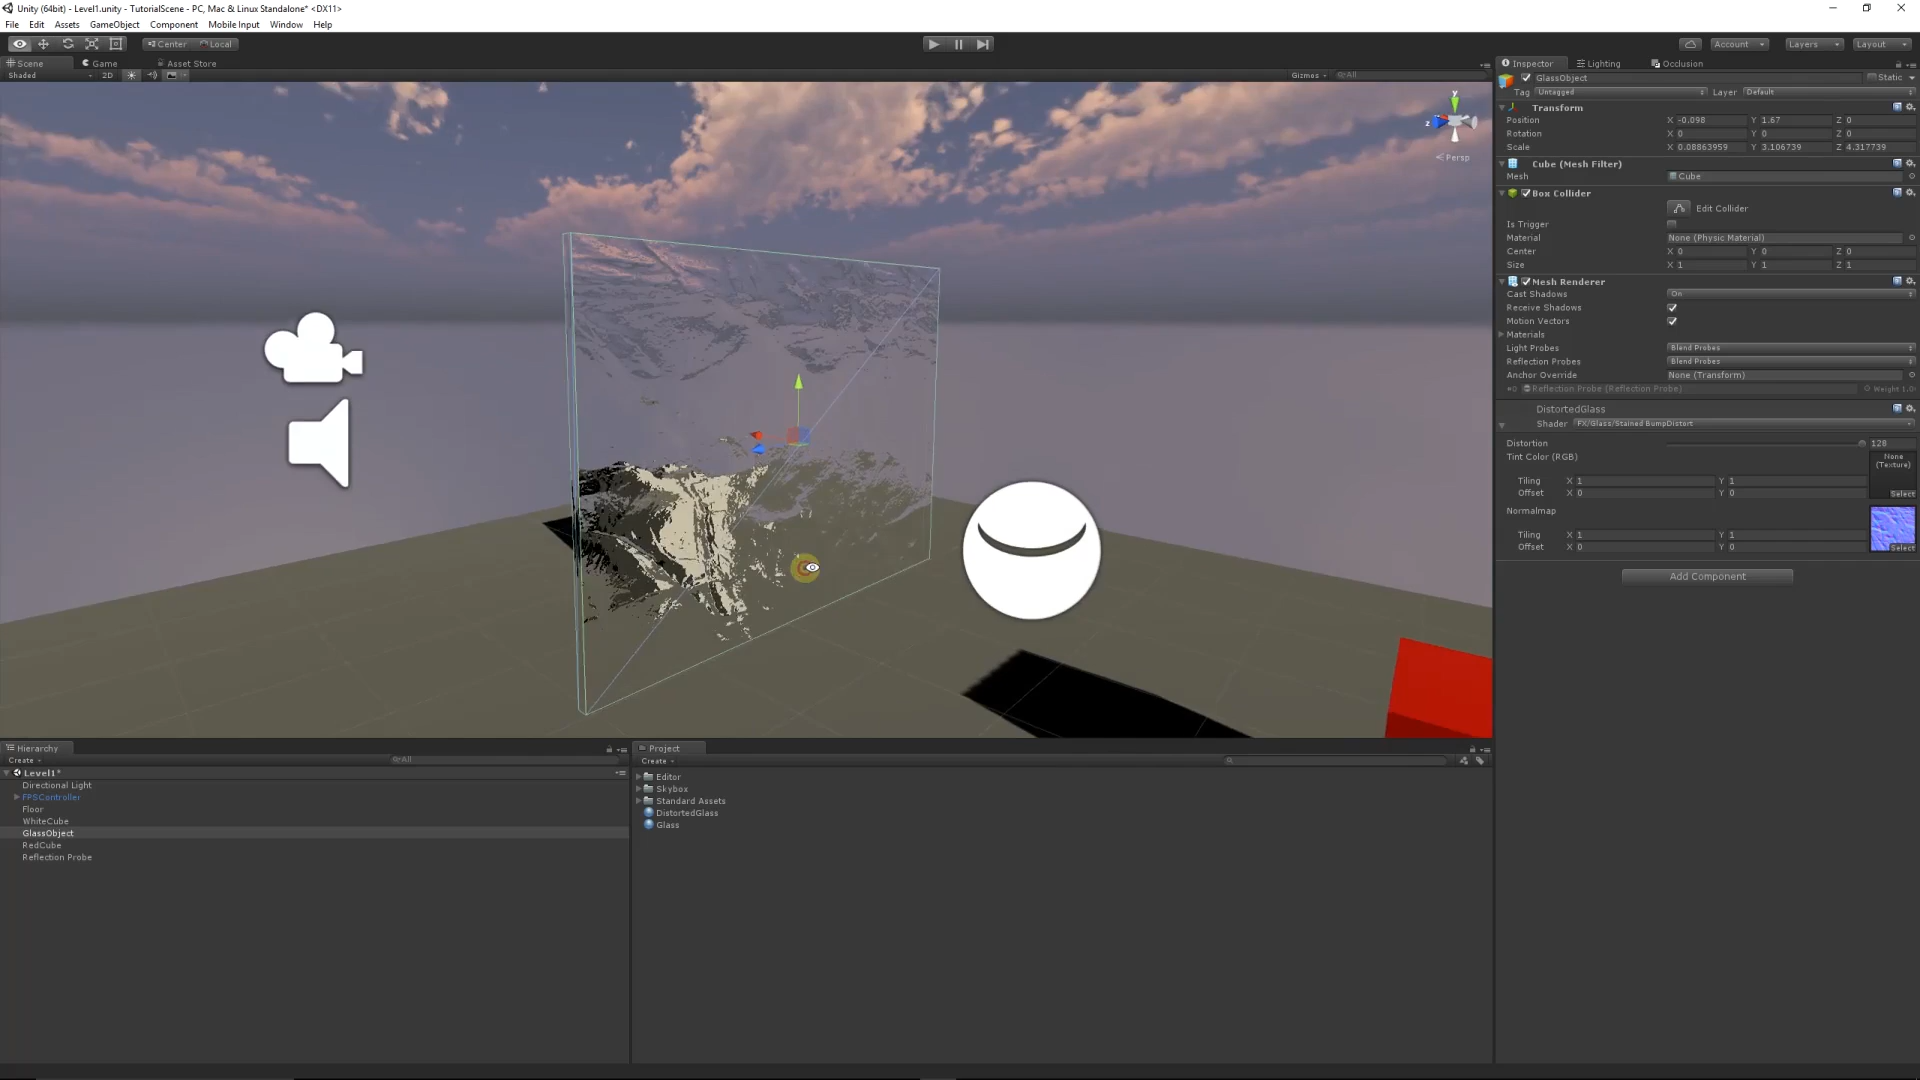 Unity (64bit) - Level1.unity - TutorialScene - PC, Mac & Linux Standalone* <DX11>
File Edit Assets GameObject Component Mobile Input Window Help
Center Local
Account Layers Layout
Scene Game Asset Store
Shaded 2D Gizmos All
y
z
Persp
Inspector Lighting Occlusion
GlassObject Static
Tag Untagged Layer Default
Transform
Position X -0.098 Y 1.67 Z 0
Rotation X 0 Y 0 Z 0
Scale X 0.08863959 Y 3.106739 Z 4.317739
Cube (Mesh Filter)
Mesh Cube
Box Collider
Edit Collider
Is Trigger
Material None (Physic Material)
Center X 0 Y 0 Z 0
Size X 1 Y 1 Z 1
Mesh Renderer
Cast Shadows On
Receive Shadows
Motion Vectors
Materials
Light Probes Blend Probes
Reflection Probes Blend Probes
Anchor Override None (Transform)
#0 Reflection Probe (Reflection Probe) Weight 1.0
DistortedGlass
Shader FX/Glass/Stained BumpDistort
Distortion 128
Tint Color (RGB)
None
(Texture)
Tiling X 1 Y 1
Offset X 0 Y 0
Select
Normalmap
Tiling X 1 Y 1
Offset X 0 Y 0
Select
Add Component
Hierarchy
Create All
Level1*
Directional Light
FPSController
Floor
WhiteCube
GlassObject
RedCube
Reflection Probe
Project
Create
Editor
Skybox
Standard Assets
DistortedGlass
Glass